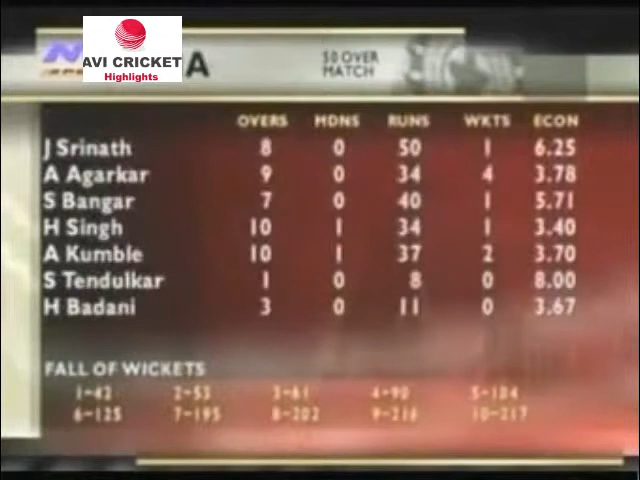 AVI CRICKET
Highlights
A
50 OVER
MATCH
OVERS MDNS RUNS WKTS ECON
J Srinath 8 0 50 1 6.25
A Agarkar 9 0 34 4 3.78
S Bangar 7 0 40 1 5.71
H Singh 10 1 34 1 3.40
A Kumble 10 1 37 2 3.70
S Tendulkar 1 0 8 0 8.00
H Badani 3 0 11 0 3.67
FALL OF WICKETS
1-42 2-53 3-61 4-90 5-104
6-125 7-195 8-202 9-216 10-217